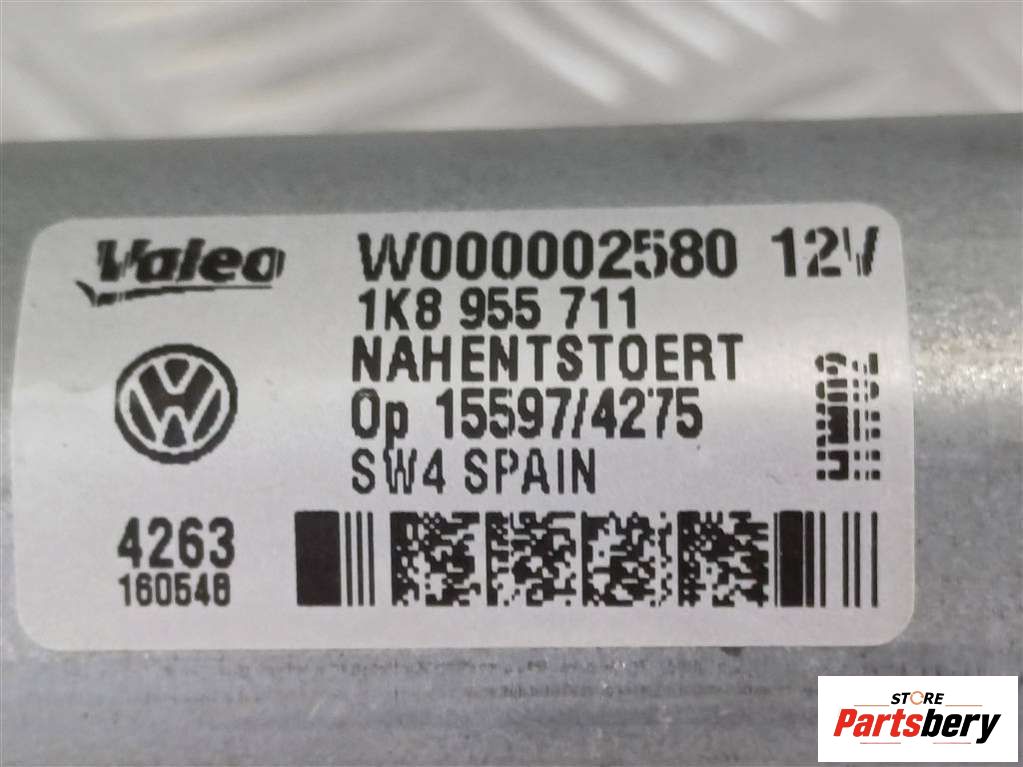 Valeo
W000002580 12V
1K8 955 711
NAHENTSTOERT
Op 15597/4275
SW4 SPAIN
4263
160548
STORE
Partsbery